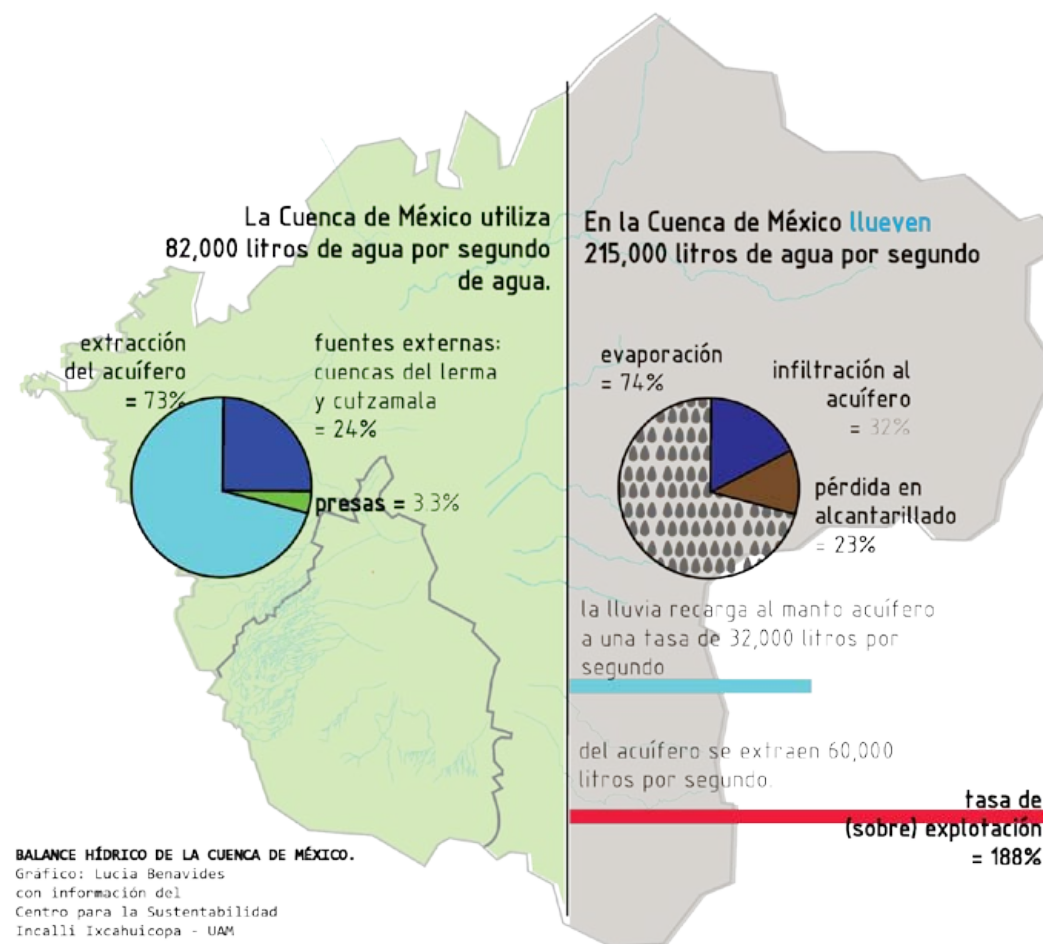 La Cuenca de México utiliza
82,000 litros de agua por segundo
de agua.
extracción
del acuífero
= 73%
fuentes externas:
cuencas del lerma
y cutzamala
= 24%
presas = 3.3%
En la Cuenca de México llueven
215,000 litros de agua por segundo
evaporación
= 74%
infiltración al
acuífero
= 32%
pérdida en
alcantarillado
= 23%
la lluvia recarga al manto acuífero
a una tasa de 32,000 litros por
segundo
del acuífero se extraen 60,000
litros por segundo.
tasa de
(sobre) explotación
= 188%
BALANCE HÍDRICO DE LA CUENCA DE MÉXICO.
Gráfico: Lucia Benavides
con información del
Centro para la Sustentabilidad
Incalli Ixcahuicopa - UAM